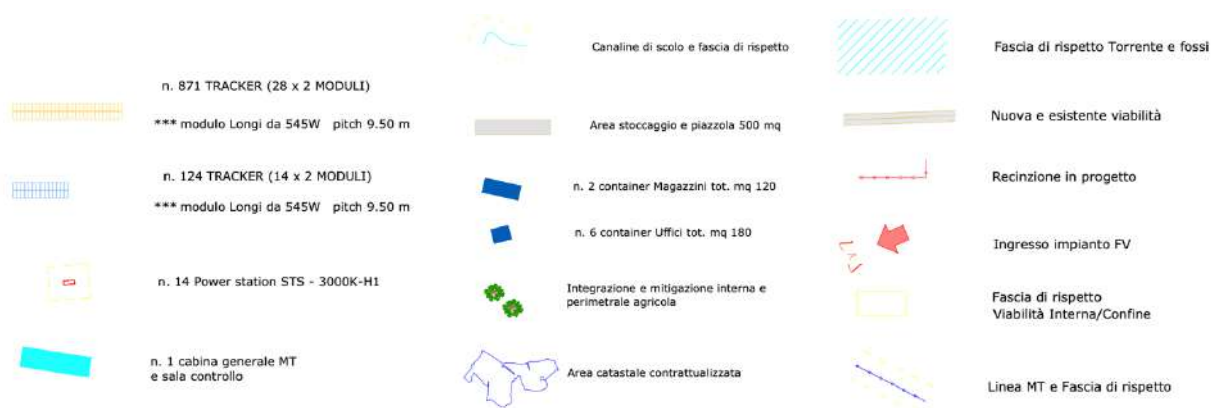 n. 871 TRACKER (28 x 2 MODULI)
*** modulo Longi da 545W pitch 9.50 m
n. 124 TRACKER (14 x 2 MODULI)
*** modulo Longi da 545W pitch 9.50 m
n. 14 Power station STS - 3000K-H1
n. 1 cabina generale MT
e sala controllo
Canaline di scolo e fascia di rispetto
Area stoccaggio e piazzola 500 mq
n. 2 container Magazzini tot. mq 120
n. 6 container Uffici tot. mq 180
Integrazione e mitigazione interna e
perimetrale agricola
Area catastale contrattualizzata
Fascia di rispetto Torrente e fossi
Nuova e esistente viabilità
Recinzione in progetto
Ingresso impianto FV
Fascia di rispetto
Viabilità Interna/Confine
Linea MT e Fascia di rispetto